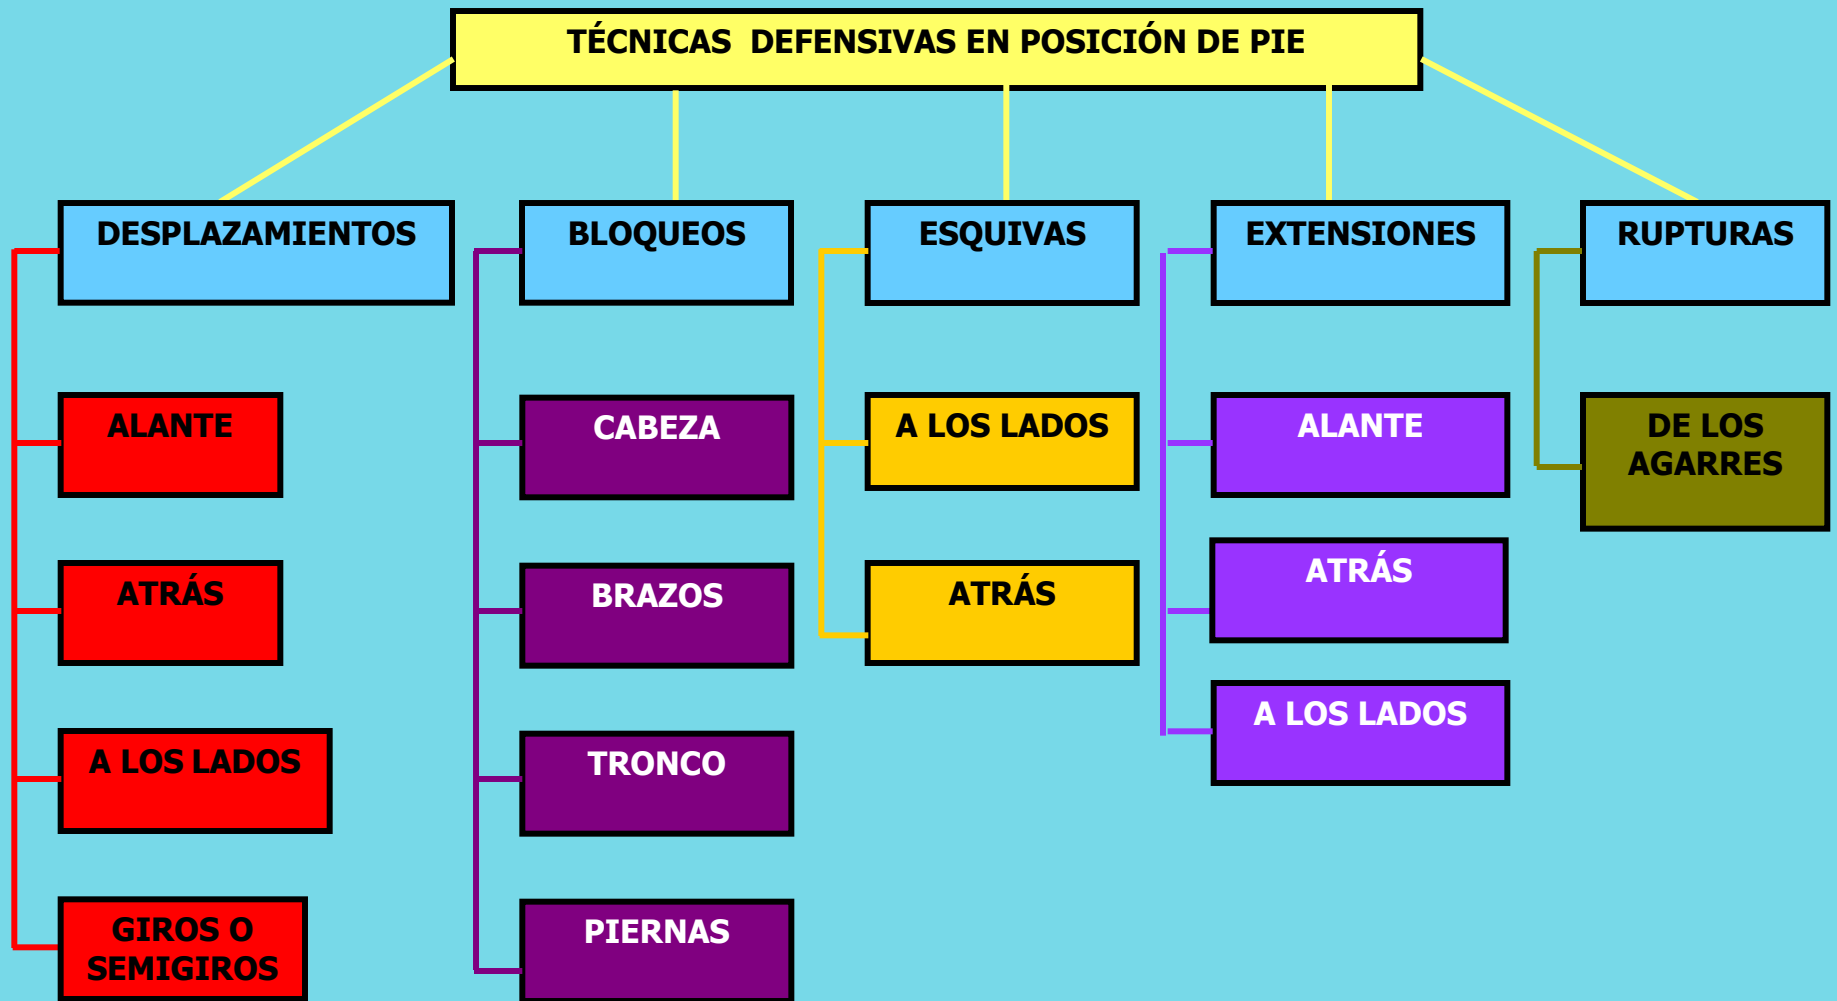 TÉCNICAS  DEFENSIVAS EN POSICIÓN DE PIE
DESPLAZAMIENTOS
BLOQUEOS
ESQUIVAS
EXTENSIONES
RUPTURAS
ALANTE
ATRÁS
A LOS LADOS
GIROS O
SEMIGIROS
CABEZA
BRAZOS
TRONCO
PIERNAS
A LOS LADOS
ATRÁS
ALANTE
ATRÁS
A LOS LADOS
DE LOS
AGARRES